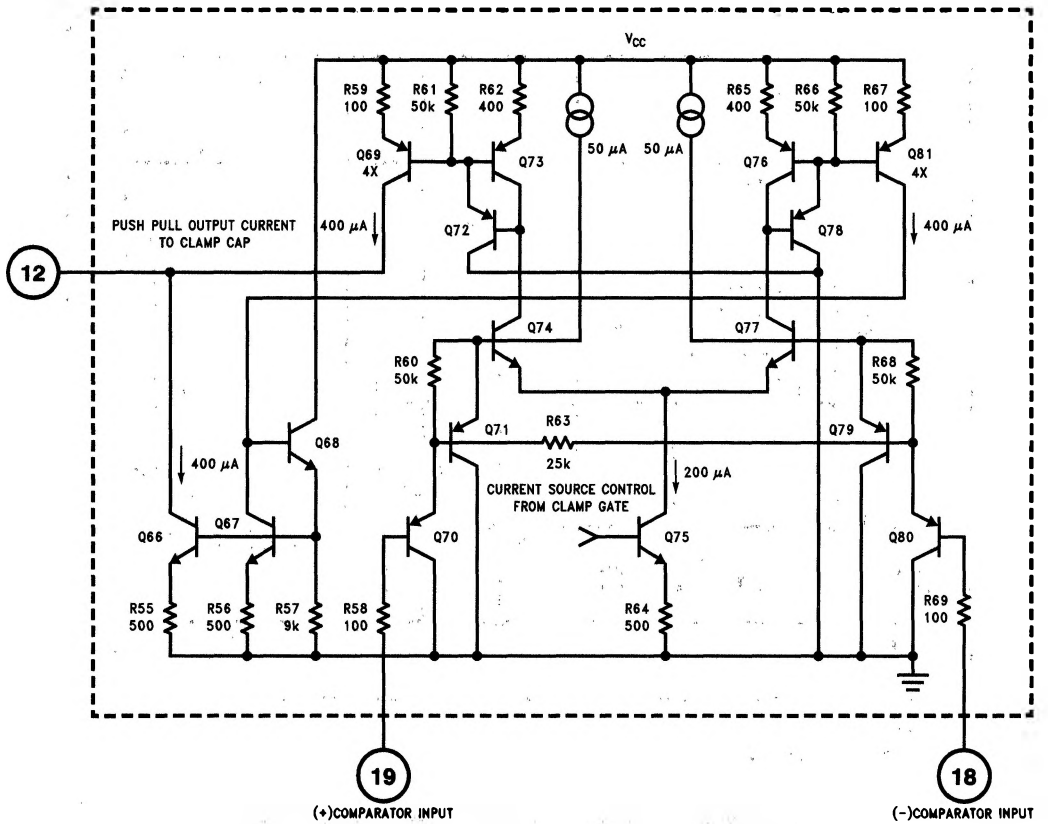 VCC
R59
100
R61
50k
R62
400
50 μA
50 μA
R65
400
R66
50k
R67
100
Q69
4X
Q73
Q76
Q81
4X
PUSH PULL OUTPUT CURRENT
TO CLAMP CAP
400 μA
Q72
Q78
400 μA
12
Q74
Q77
R60
50k
R68
50k
Q68
Q71
R63
25k
Q79
400 μA
CURRENT SOURCE CONTROL
FROM CLAMP GATE
200 μA
Q66
Q67
Q70
Q75
Q80
R55
500
R56
500
R57
9k
R58
100
R64
500
R69
100
19
(+)COMPARATOR INPUT
18
(-)COMPARATOR INPUT